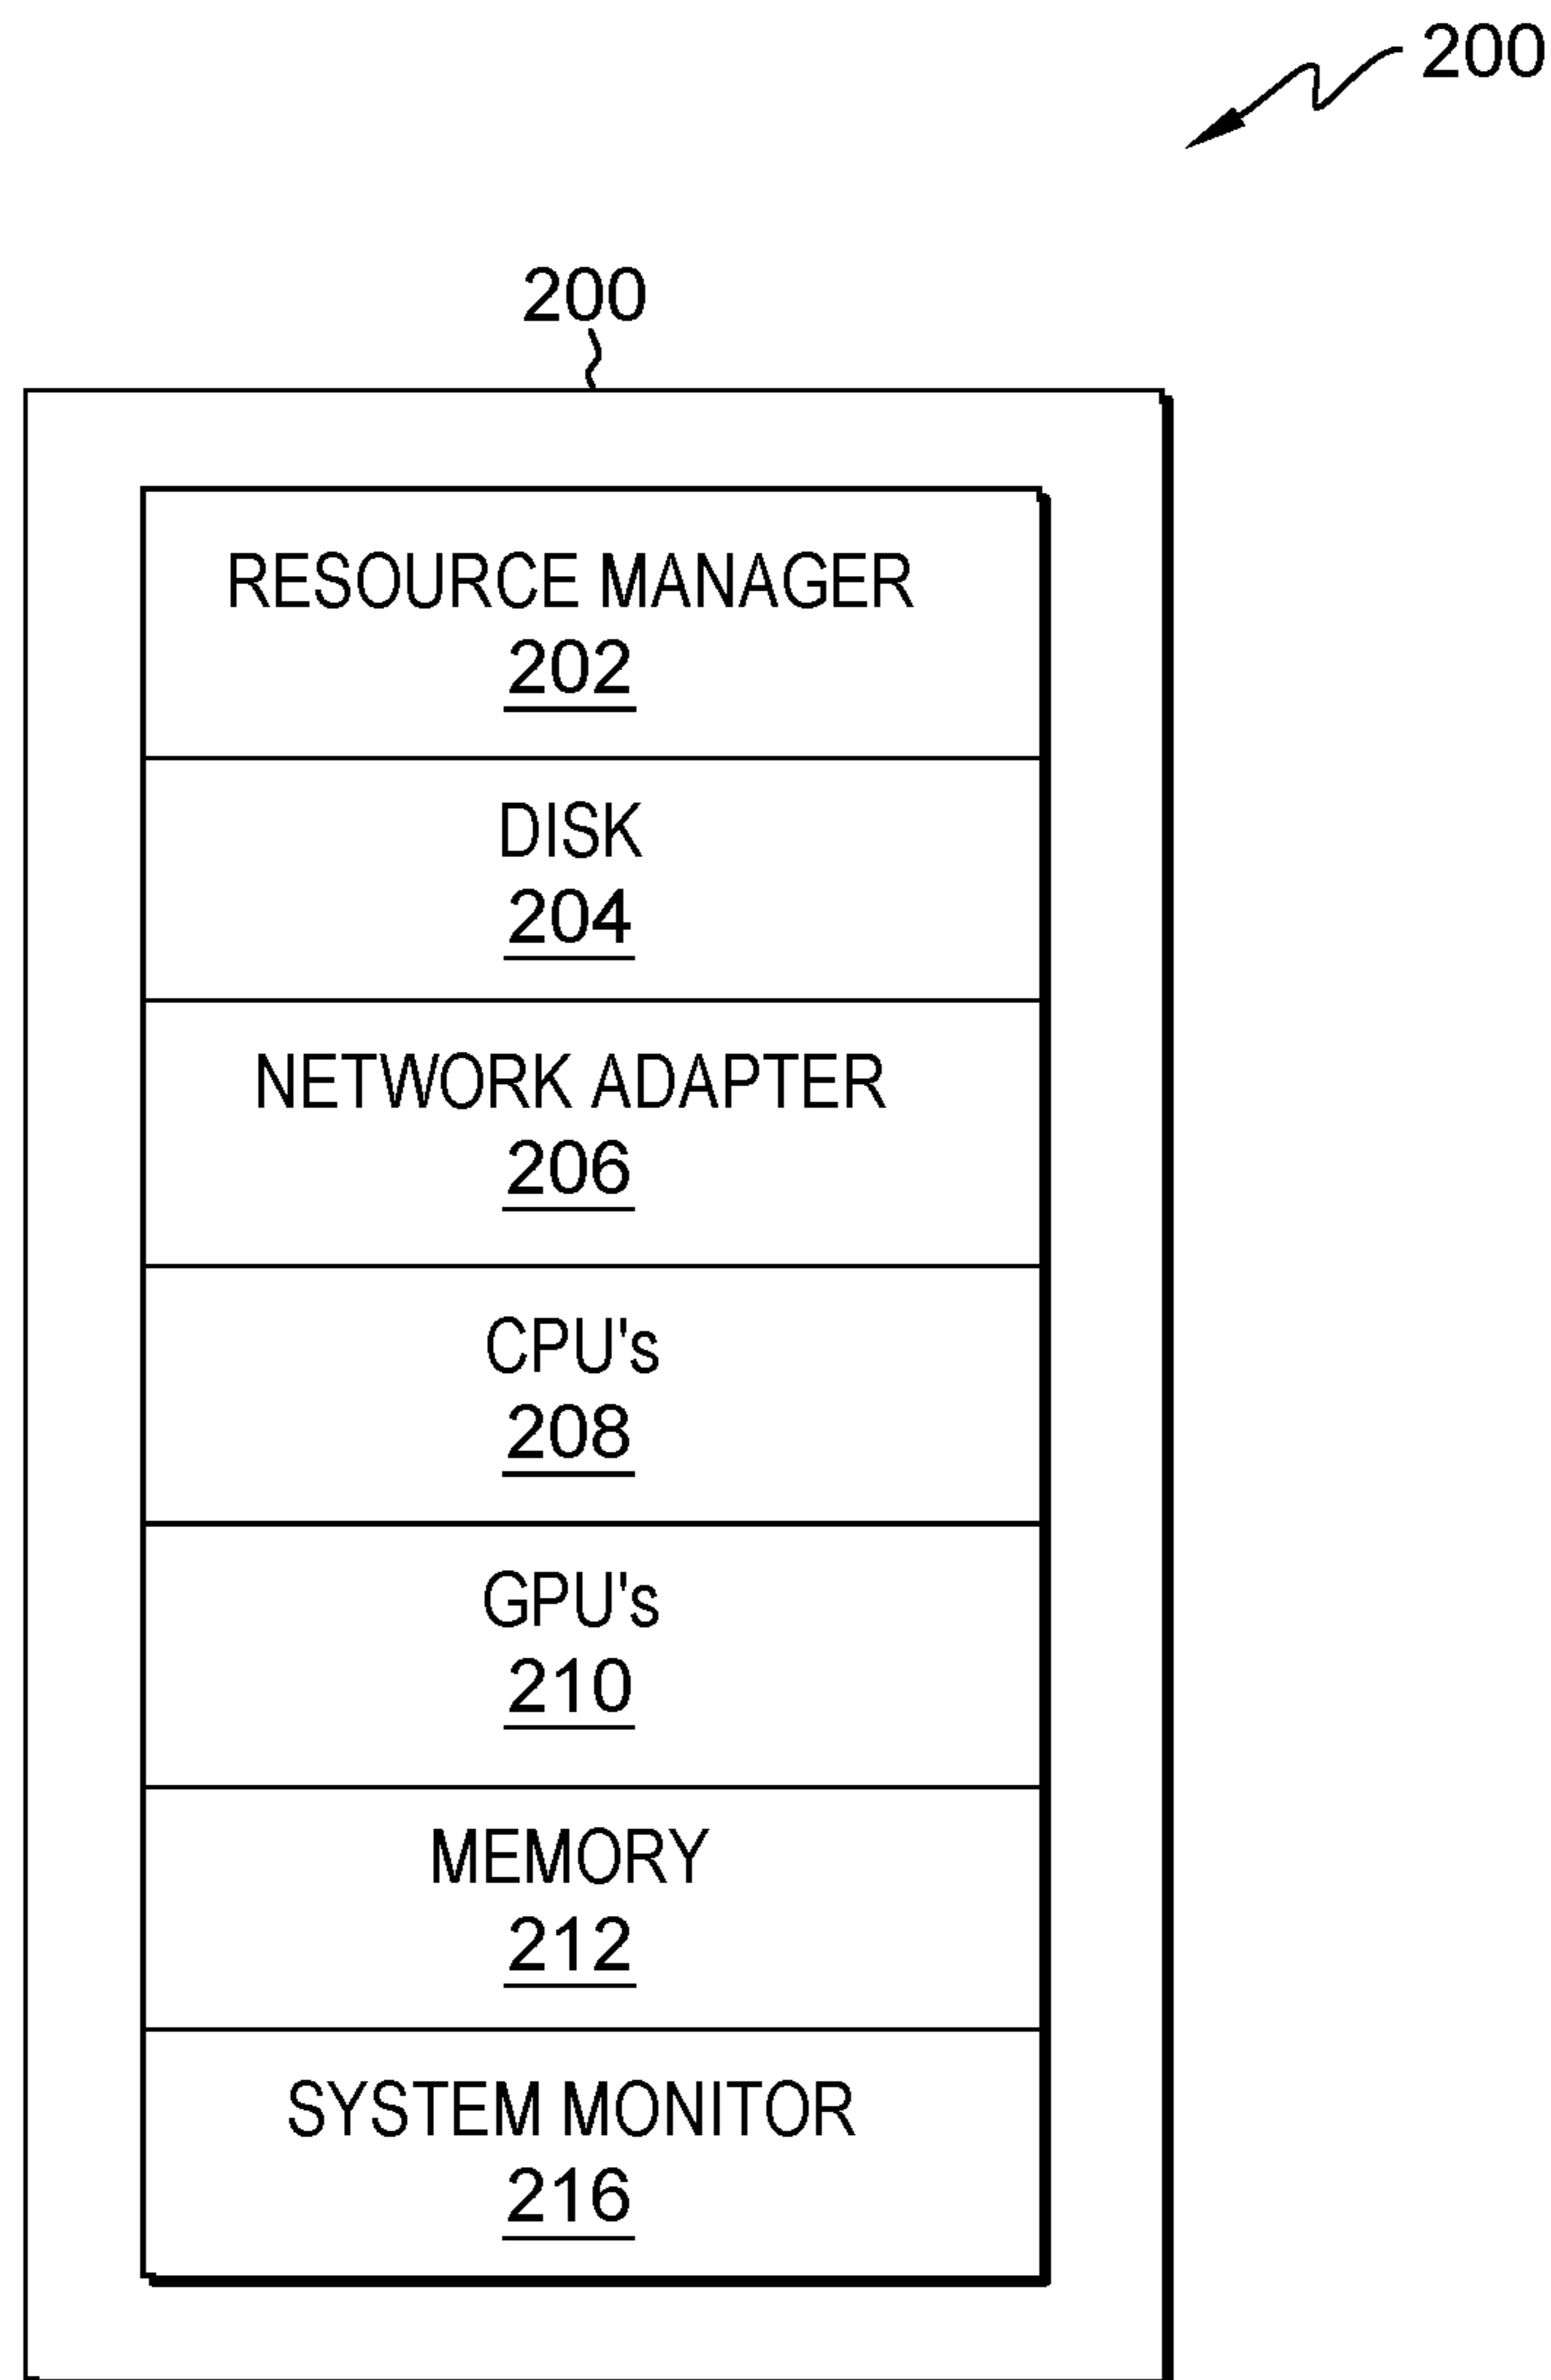 200
200
RESOURCE MANAGER
202
DISK
204
NETWORK ADAPTER
206
CPU's
208
GPU's
210
MEMORY
212
SYSTEM MONITOR
216